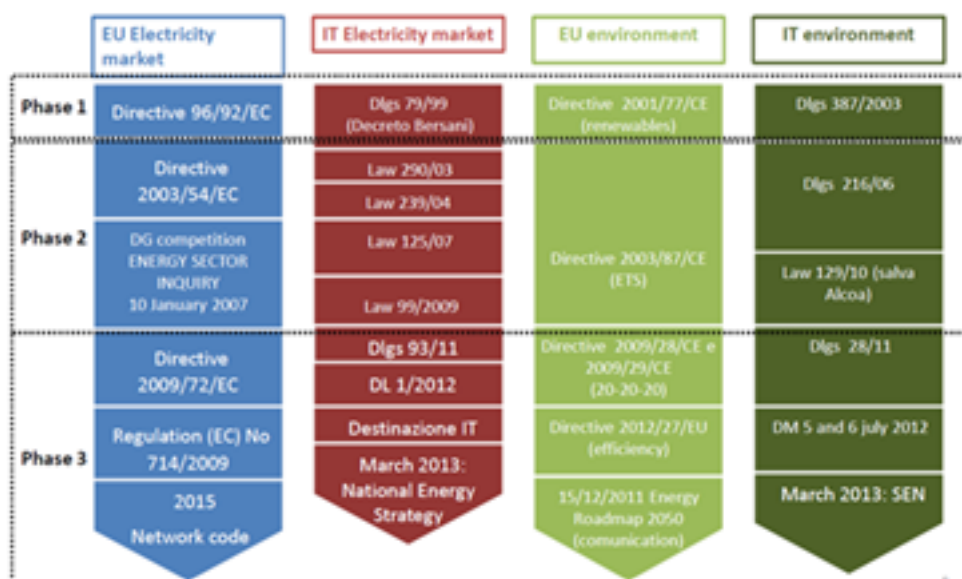 EU Electricity
market
IT Electricity market
EU environment
IT environment
Phase 1
Directive 96/92/EC
Dlgs 79/99
(Decreto Bersani)
Directive 2001/77/CE
(renewables)
Dlgs 387/2003
Phase 2
Directive
2003/54/EC
DG competition
ENERGY SECTOR
INQUIRY
10 January 2007
Law 290/03
Law 239/04
Law 125/07
Law 99/2009
Directive 2003/87/CE
(ETS)
Dlgs 216/06
Law 129/10 (salva
Alcoa)
Phase 3
Directive
2009/72/EC
Regulation (EC) No
714/2009
2015
Network code
Dlgs 93/11
DL 1/2012
Destinazione IT
March 2013:
National Energy
Strategy
Directive 2009/28/CE e
2009/29/CE
(20-20-20)
Directive 2012/27/EU
(efficiency)
15/12/2011 Energy
Roadmap 2050
(comunication)
Dlgs 28/11
DM 5 and 6 july 2012
March 2013: SEN